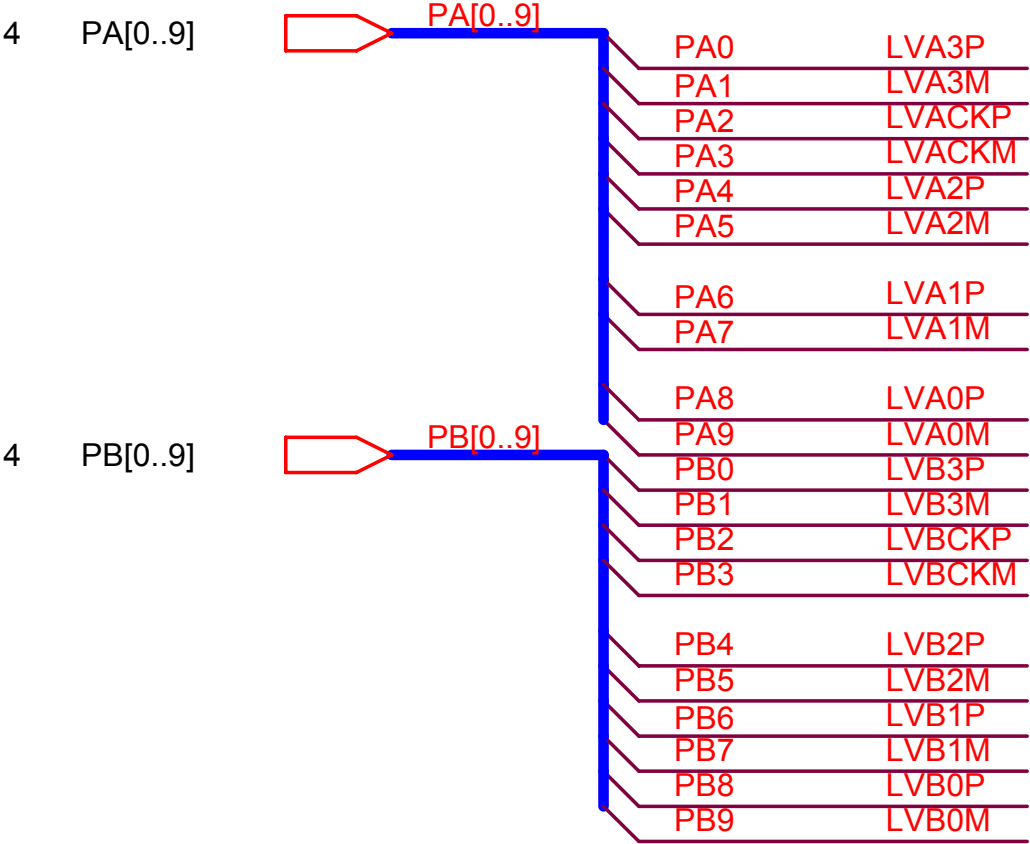 PA[0..9]
4 PA[0..9]
PA0 LVA3P
PA1 LVA3M
PA2 LVACKP
PA3 LVACKM
PA4 LVA2P
PA5 LVA2M
PA6 LVA1P
PA7 LVA1M
PA8 LVA0P
PA9 LVA0M
PB[0..9]
4 PB[0..9]
PB0 LVB3P
PB1 LVB3M
PB2 LVBCKP
PB3 LVBCKM
PB4 LVB2P
PB5 LVB2M
PB6 LVB1P
PB7 LVB1M
PB8 LVB0P
PB9 LVB0M